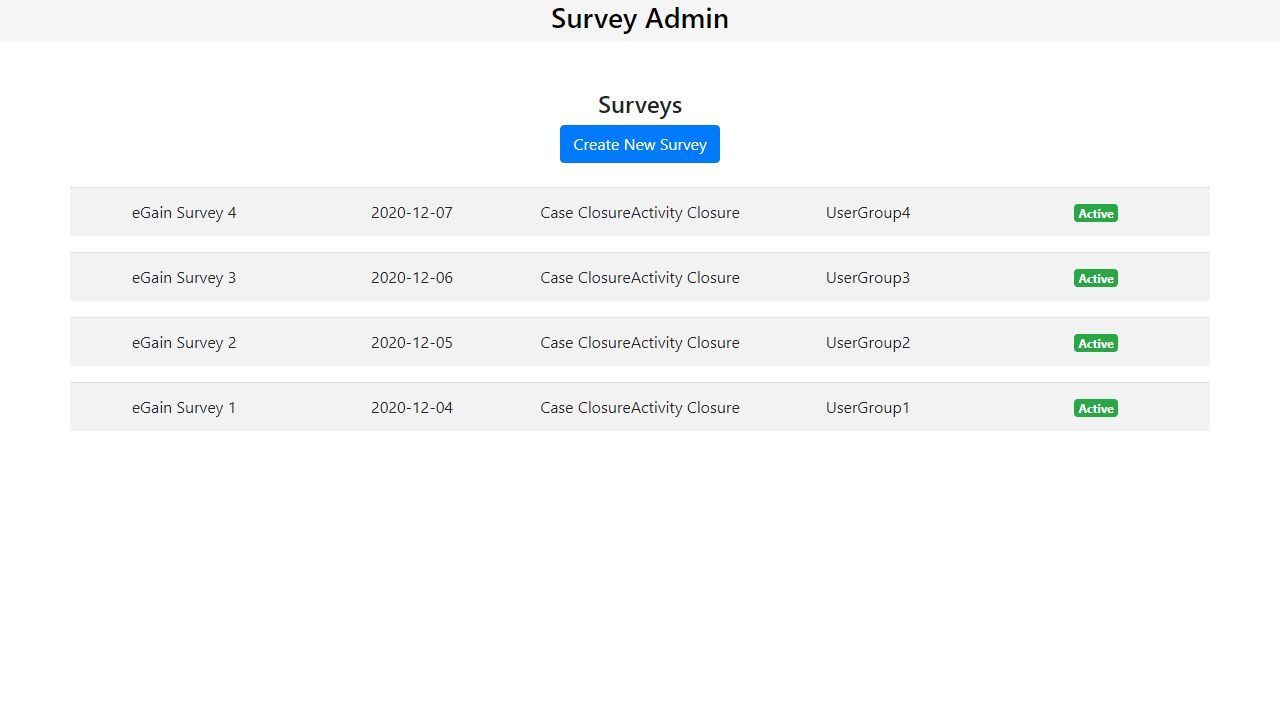 Survey Admin
Surveys
Create New Survey
eGain Survey 4 2020-12-07 Case ClosureActivity Closure UserGroup4 Active
eGain Survey 3 2020-12-06 Case ClosureActivity Closure UserGroup3 Active
eGain Survey 2 2020-12-05 Case ClosureActivity Closure UserGroup2 Active
eGain Survey 1 2020-12-04 Case ClosureActivity Closure UserGroup1 Active